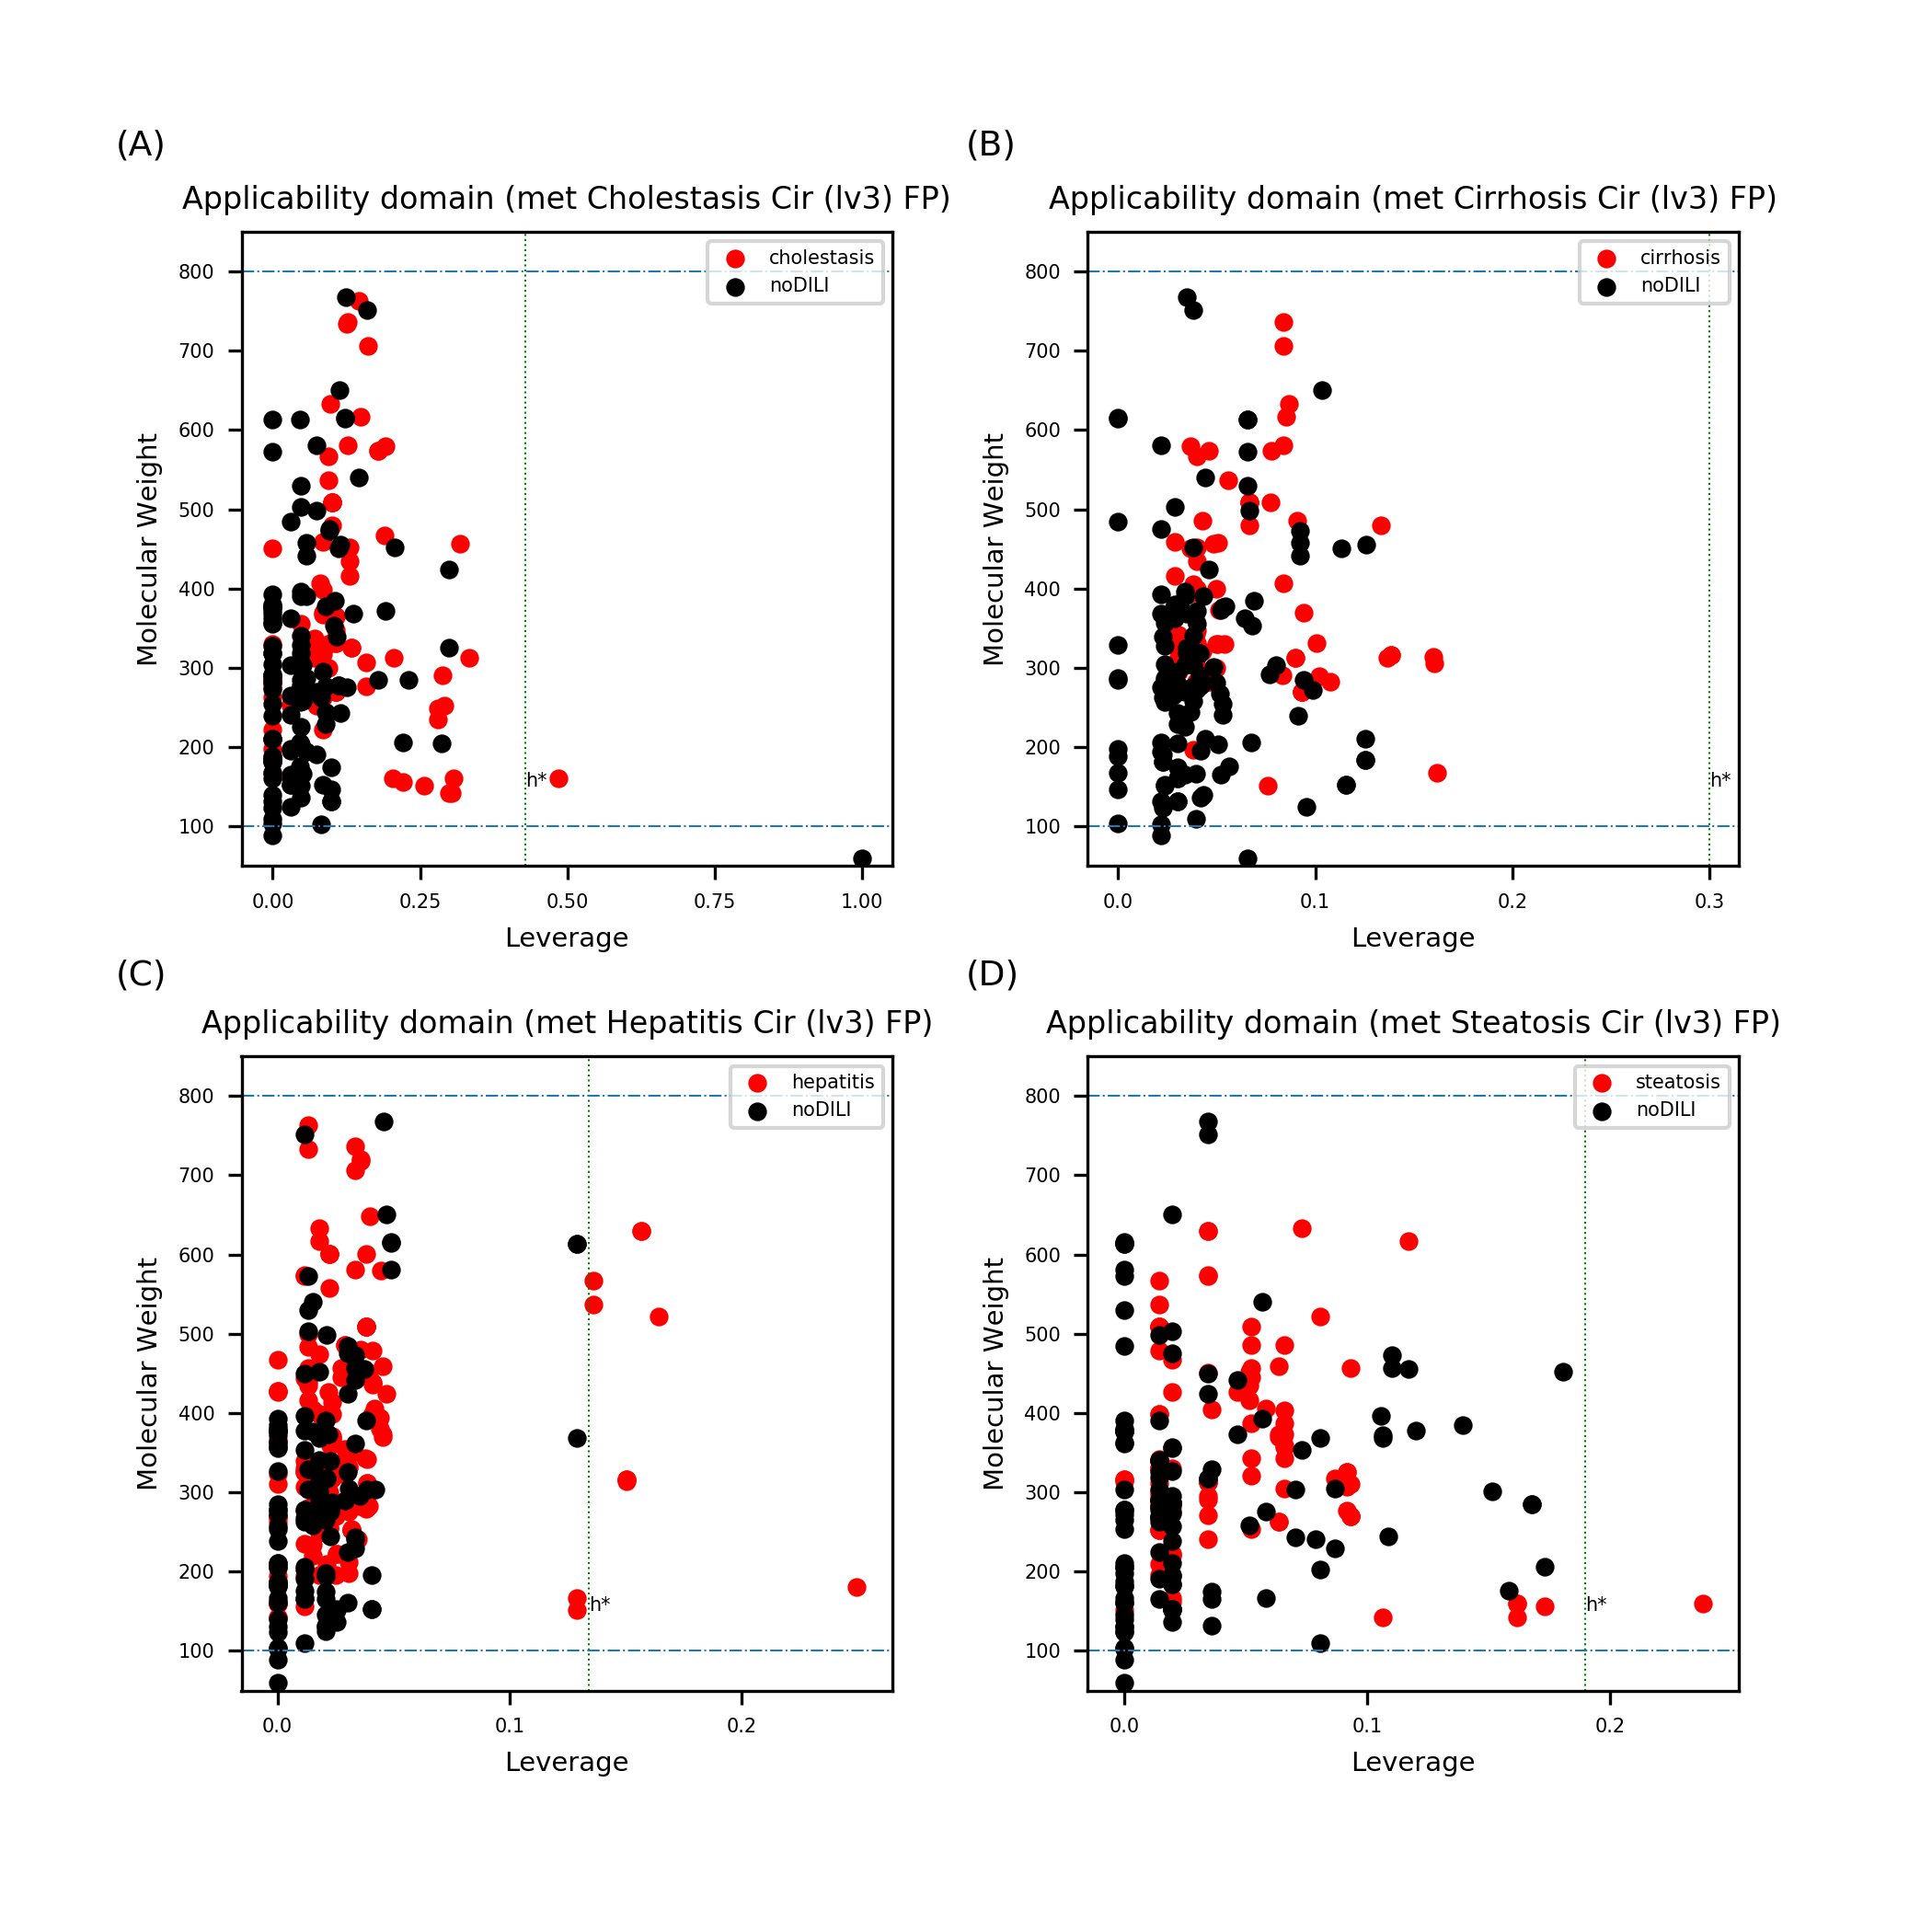 (A)
(B)
Applicability domain (met Cholestasis Cir (lv3) FP)
Applicability domain (met Cirrhosis Cir (lv3) FP)
cholestasis
noDILI
cirrhosis
noDILI
800
700
600
500
400
300
200
100
Molecular Weight
h*
0.00
0.25
0.50
0.75
1.00
Leverage
800
700
600
500
400
300
200
100
Molecular Weight
h*
0.0
0.1
0.2
0.3
Leverage
(C)
(D)
Applicability domain (met Hepatitis Cir (lv3) FP)
Applicability domain (met Steatosis Cir (lv3) FP)
hepatitis
noDILI
steatosis
noDILI
800
700
600
500
400
300
200
100
Molecular Weight
h*
0.0
0.1
0.2
Leverage
800
700
600
500
400
300
200
100
Molecular Weight
h*
0.0
0.1
0.2
Leverage